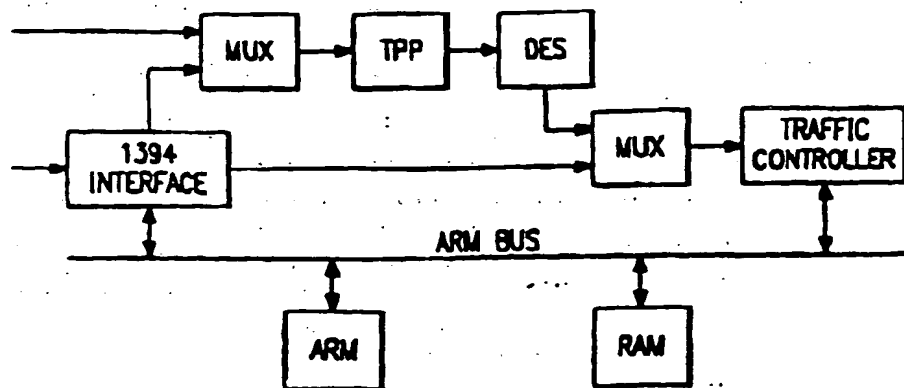 MUX
TPP
DES
1394
INTERFACE
MUX
TRAFFIC
CONTROLLER
ARM BUS
ARM
RAM